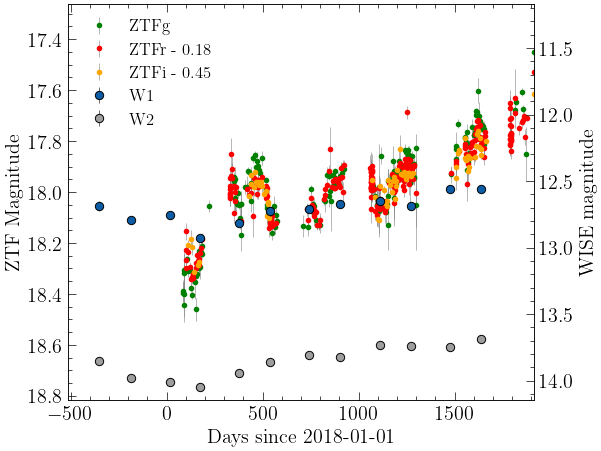 ZTFg
ZTFr - 0.18
ZTFi - 0.45
W1
W2
17.4
17.6
17.8
18.0
18.2
18.4
18.6
18.8
ZTF Magnitude
11.5
12.0
12.5
13.0
13.5
14.0
WISE magnitude
−500 0 500 1000 1500
Days since 2018-01-01